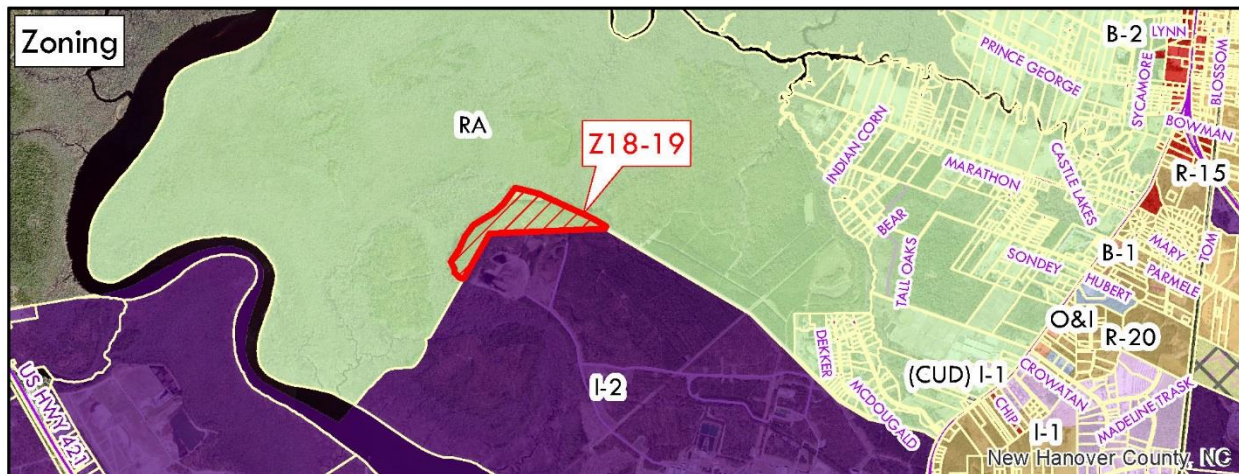 Zoning
RA
Z18-19
I-2
US HWY 421
B-2
LYNN
PRINCE GEORGE
SYCAMORE
BLOSSOM
BOWMAN
INDIAN CORN
MARATHON
CASTLE LAKES
R-15
BEAR
TALL OAKS
SONDEY
B-1
MARY
TOM
PARMELE
HUBERT
O&I
R-20
DEKKER
MCDOUGALD
(CUD) I-1
CROWATAN
CHIP
MADELINE TRASK
I-1
New Hanover County, NC